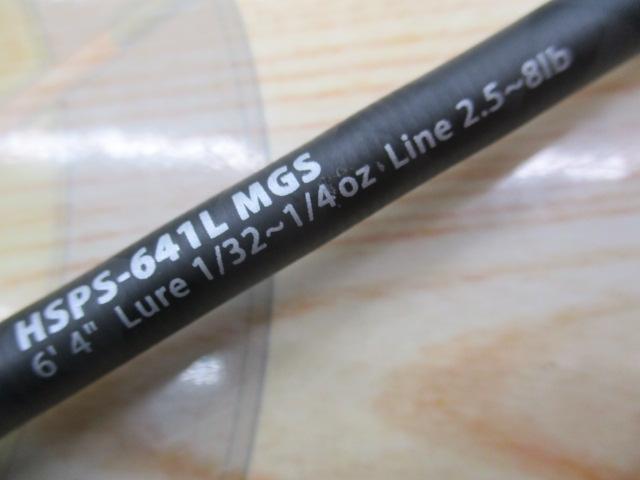 HSPS-641L MGS
6' 4" Lure 1/32~1/4oz Line 2.5~8lb